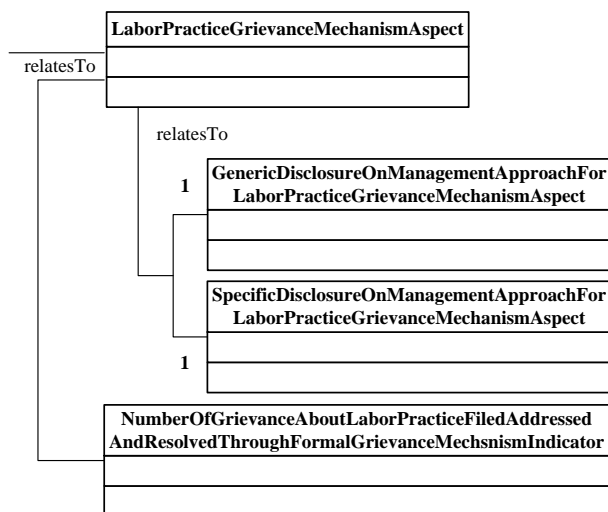 LaborPracticeGrievanceMechanismAspect
relatesTo
relatesTo
1
GenericDisclosureOnManagementApproachFor
LaborPracticeGrievanceMechanismAspect
SpecificDisclosureOnManagementApproachFor
LaborPracticeGrievanceMechanismAspect
1
NumberOfGrievanceAboutLaborPracticeFiledAddressed
AndResolvedThroughFormalGrievanceMechsnismIndicator